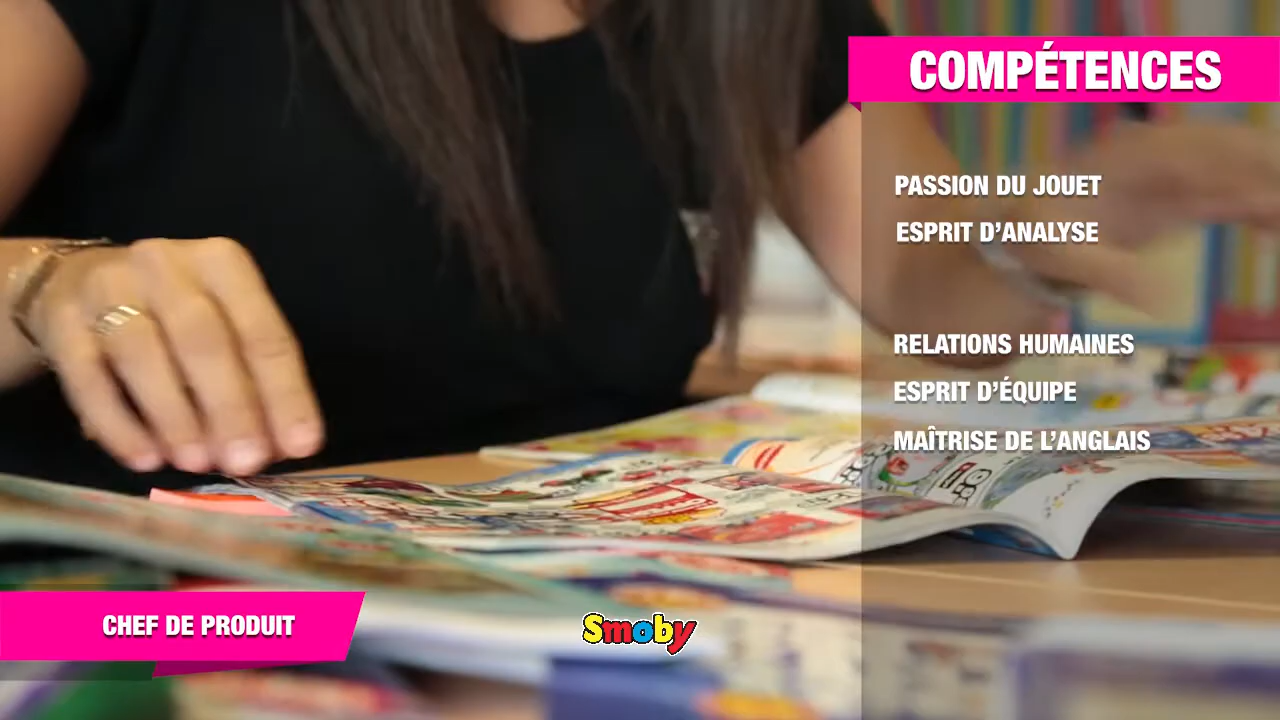 COMPÉTENCES
PASSION DU JOUET
ESPRIT D'ANALYSE
RELATIONS HUMAINES
ESPRIT D'ÉQUIPE
MAÎTRISE DE L'ANGLAIS
CHEF DE PRODUIT
Smoby